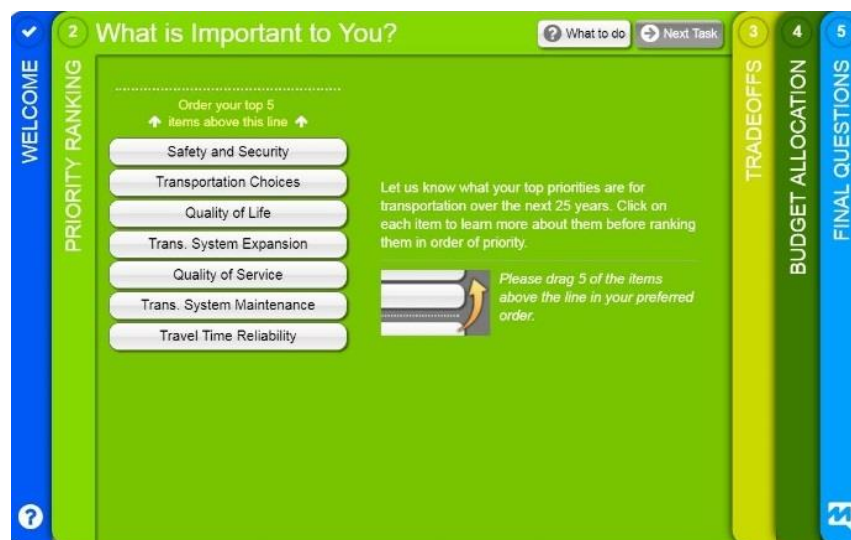 WELCOME
2
PRIORITY RANKING
What is Important to You?
? What to do
Next Task
Order your top 5
items above this line
Safety and Security
Transportation Choices
Quality of Life
Trans. System Expansion
Quality of Service
Trans. System Maintenance
Travel Time Reliability
Let us know what your top priorities are for
transportation over the next 25 years. Click on
each item to learn more about them before ranking
them in order of priority.
Please drag 5 of the items
above the line in your preferred
order.
3
TRADEOFFS
4
BUDGET ALLOCATION
5
FINAL QUESTIONS
?